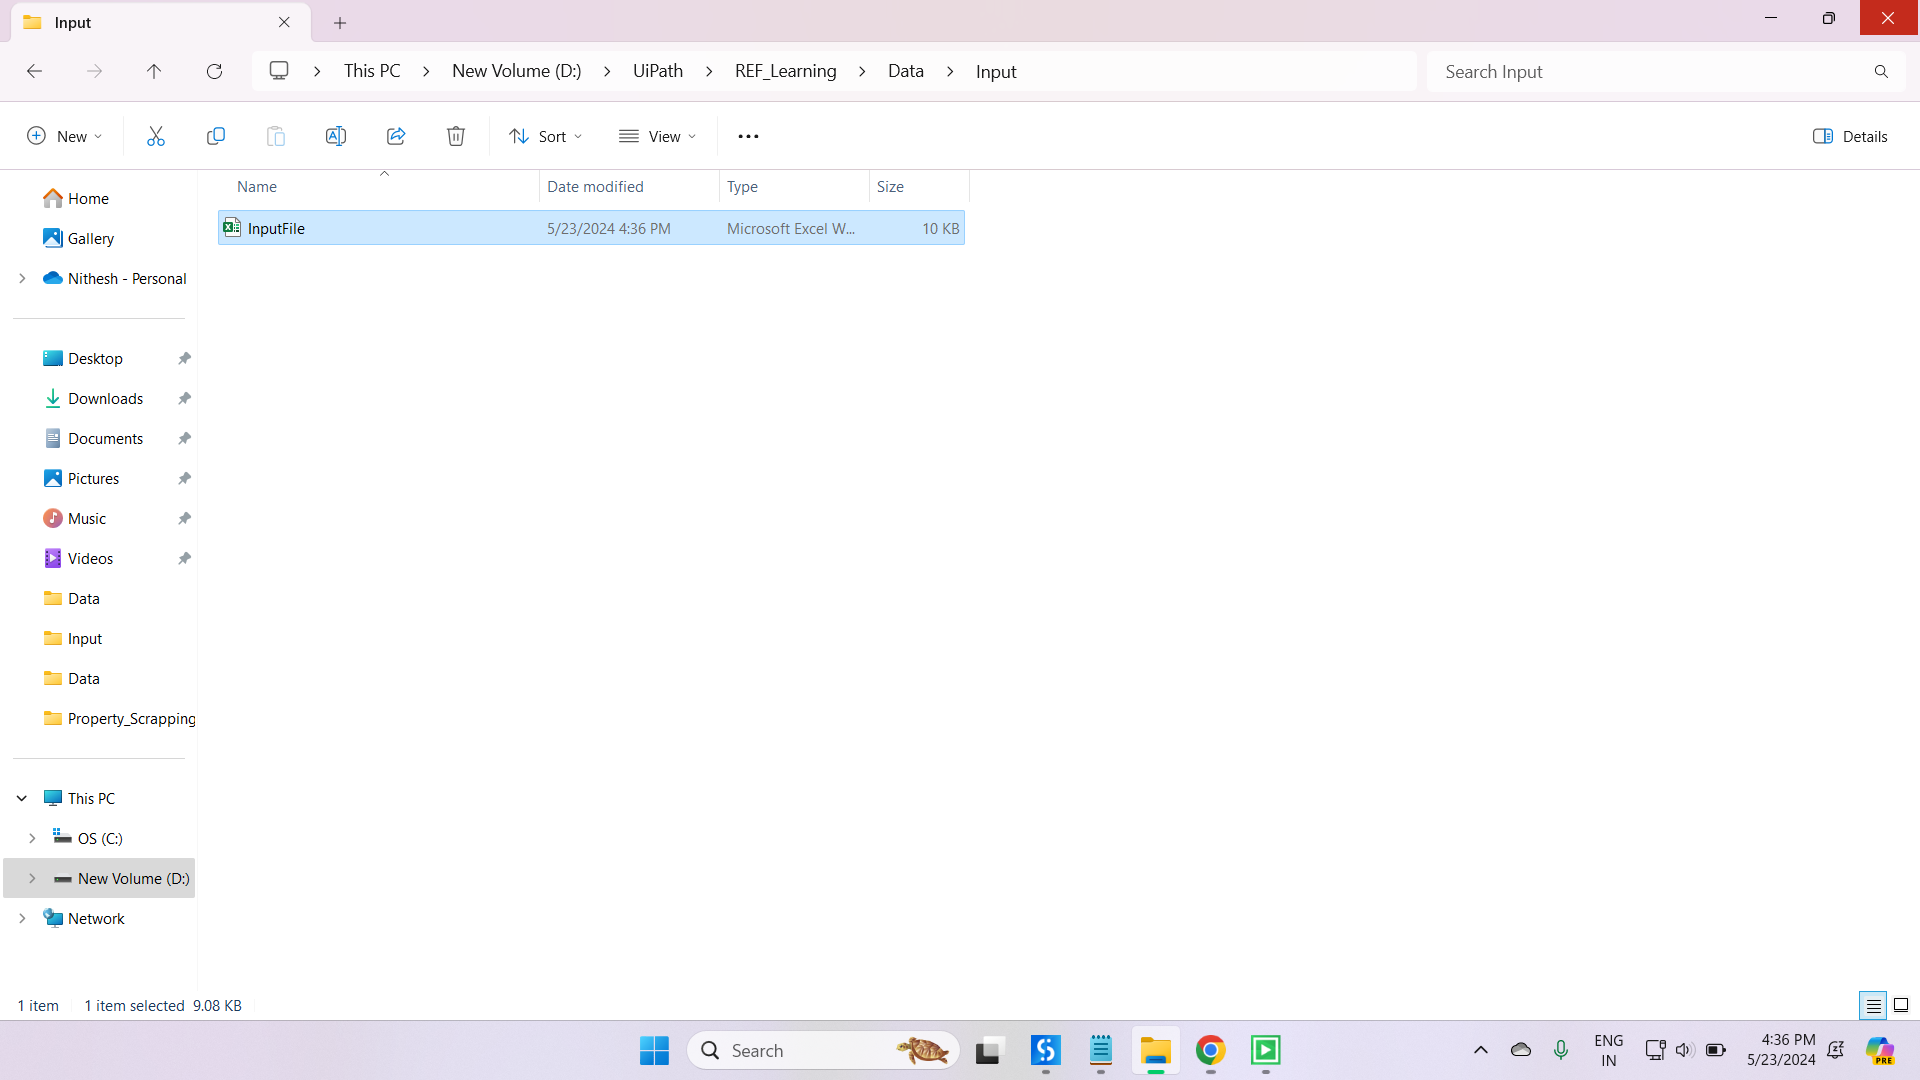 Input
This PC > New Volume (D:) > UiPath > REF_Learning > Data > Input
Search Input
New
Sort
View
Details
Name
Date modified
Type
Size
InputFile
5/23/2024 4:36 PM
Microsoft Excel W...
10 KB
Home
Gallery
Nithesh - Personal
Desktop
Downloads
Documents
Pictures
Music
Videos
Data
Input
Data
Property_Scrapping
This PC
OS (C:)
New Volume (D:)
Network
1 item
1 item selected 9.08 KB
Search
ENG
IN
4:36 PM
5/23/2024
PRE